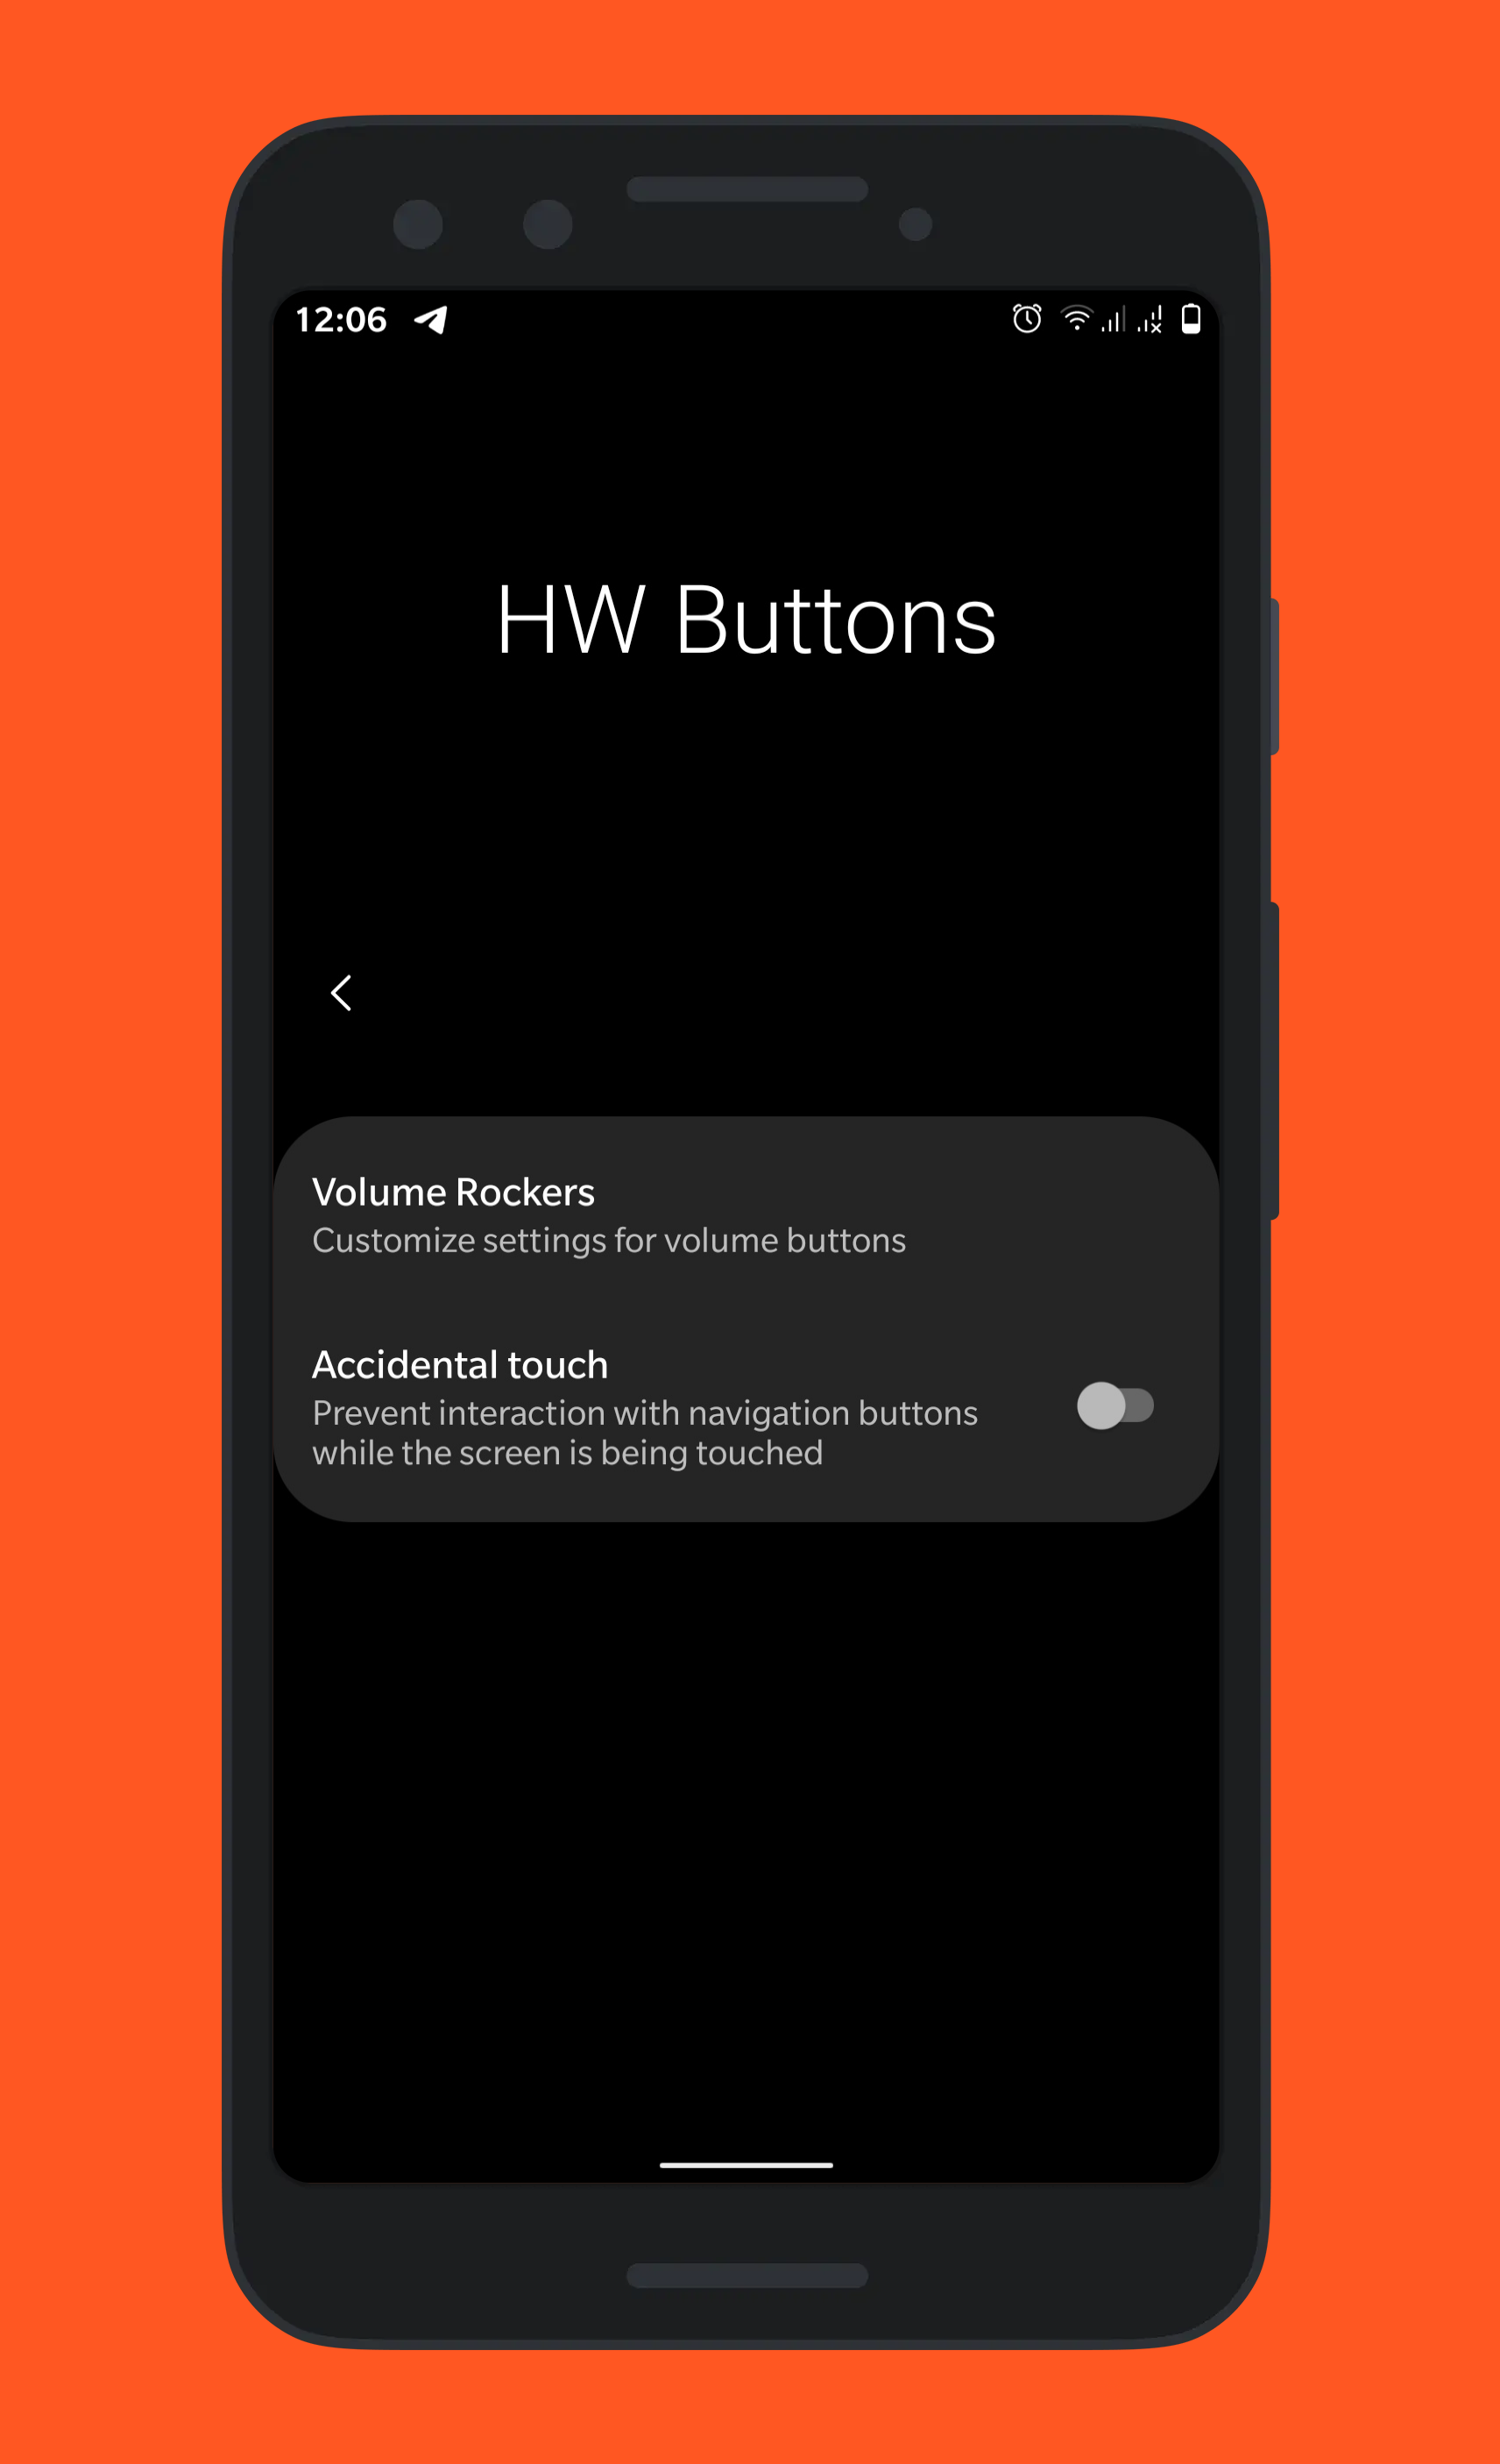 12:06
HW Buttons
Volume Rockers
Customize settings for volume buttons
Accidental touch
Prevent interaction with navigation buttons
while the screen is being touched